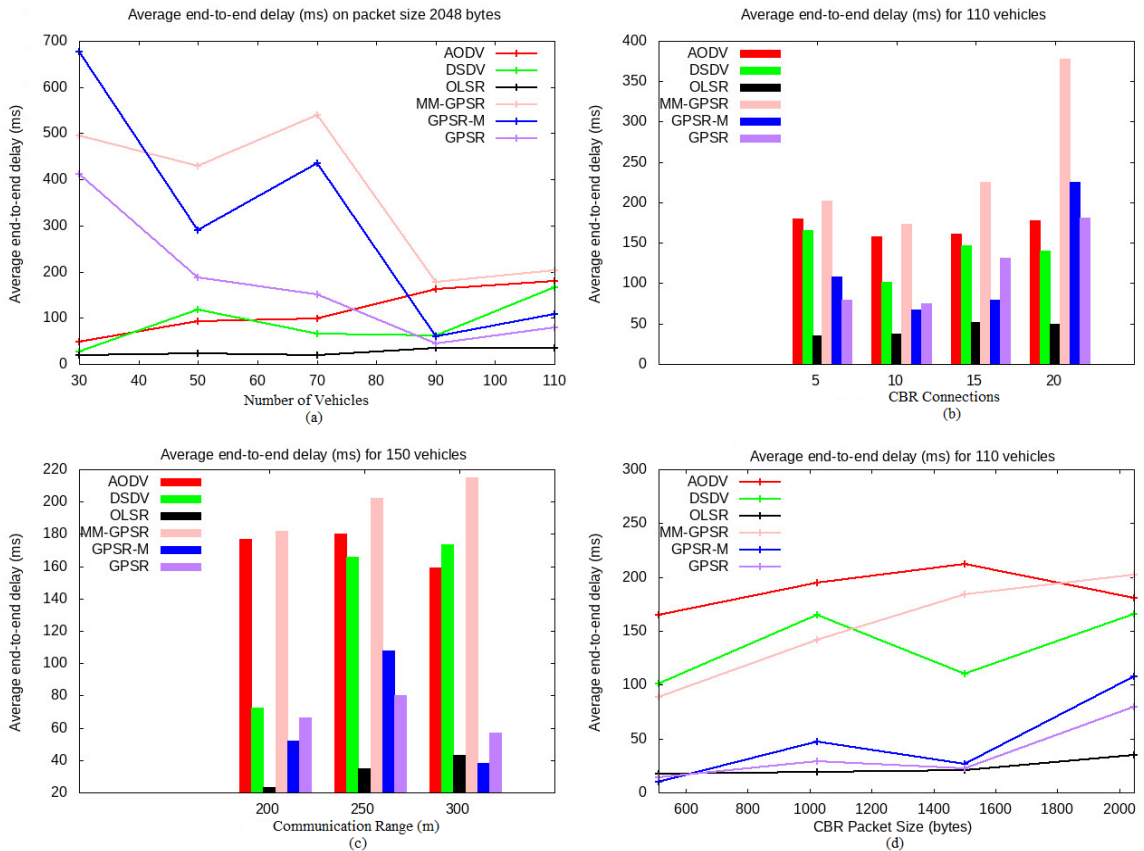 Average end-to-end delay (ms) on packet size 2048 bytes
Average end-to-end delay (ms)
700
600
500
400
300
200
100
0
AODV
DSDV
OLSR
MM-GPSR
GPSR-M
GPSR
30 40 50 60 70 80 90 100 110
Number of Vehicles
(a)
Average end-to-end delay (ms) for 110 vehicles
Average end-to-end delay (ms)
400
350
300
250
200
150
100
50
0
AODV
DSDV
OLSR
MM-GPSR
GPSR-M
GPSR
5 10 15 20
CBR Connections
(b)
Average end-to-end delay (ms) for 150 vehicles
Average end-to-end delay (ms)
220
200
180
160
140
120
100
80
60
40
20
AODV
DSDV
OLSR
MM-GPSR
GPSR-M
GPSR
200 250 300
Communication Range (m)
(c)
Average end-to-end delay (ms) for 110 vehicles
Average end-to-end delay (ms)
300
250
200
150
100
50
0
AODV
DSDV
OLSR
MM-GPSR
GPSR-M
GPSR
600 800 1000 1200 1400 1600 1800 2000
CBR Packet Size (bytes)
(d)